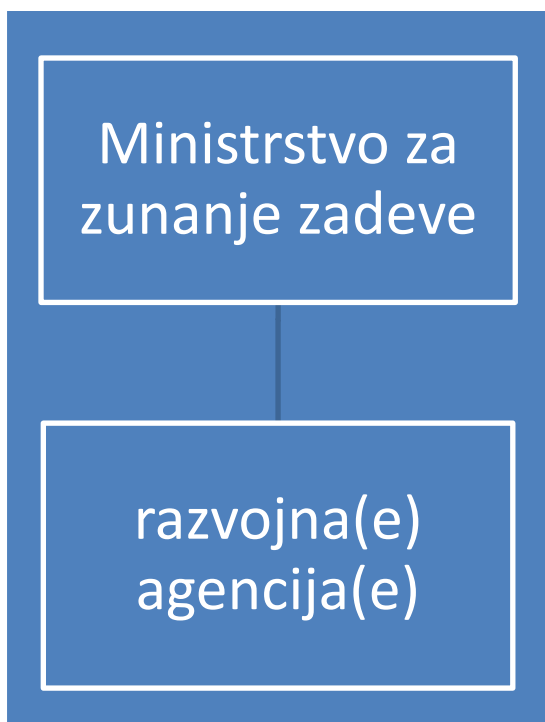 Ministrstvo za
zunanje zadeve
razvojna(e)
agencija(e)